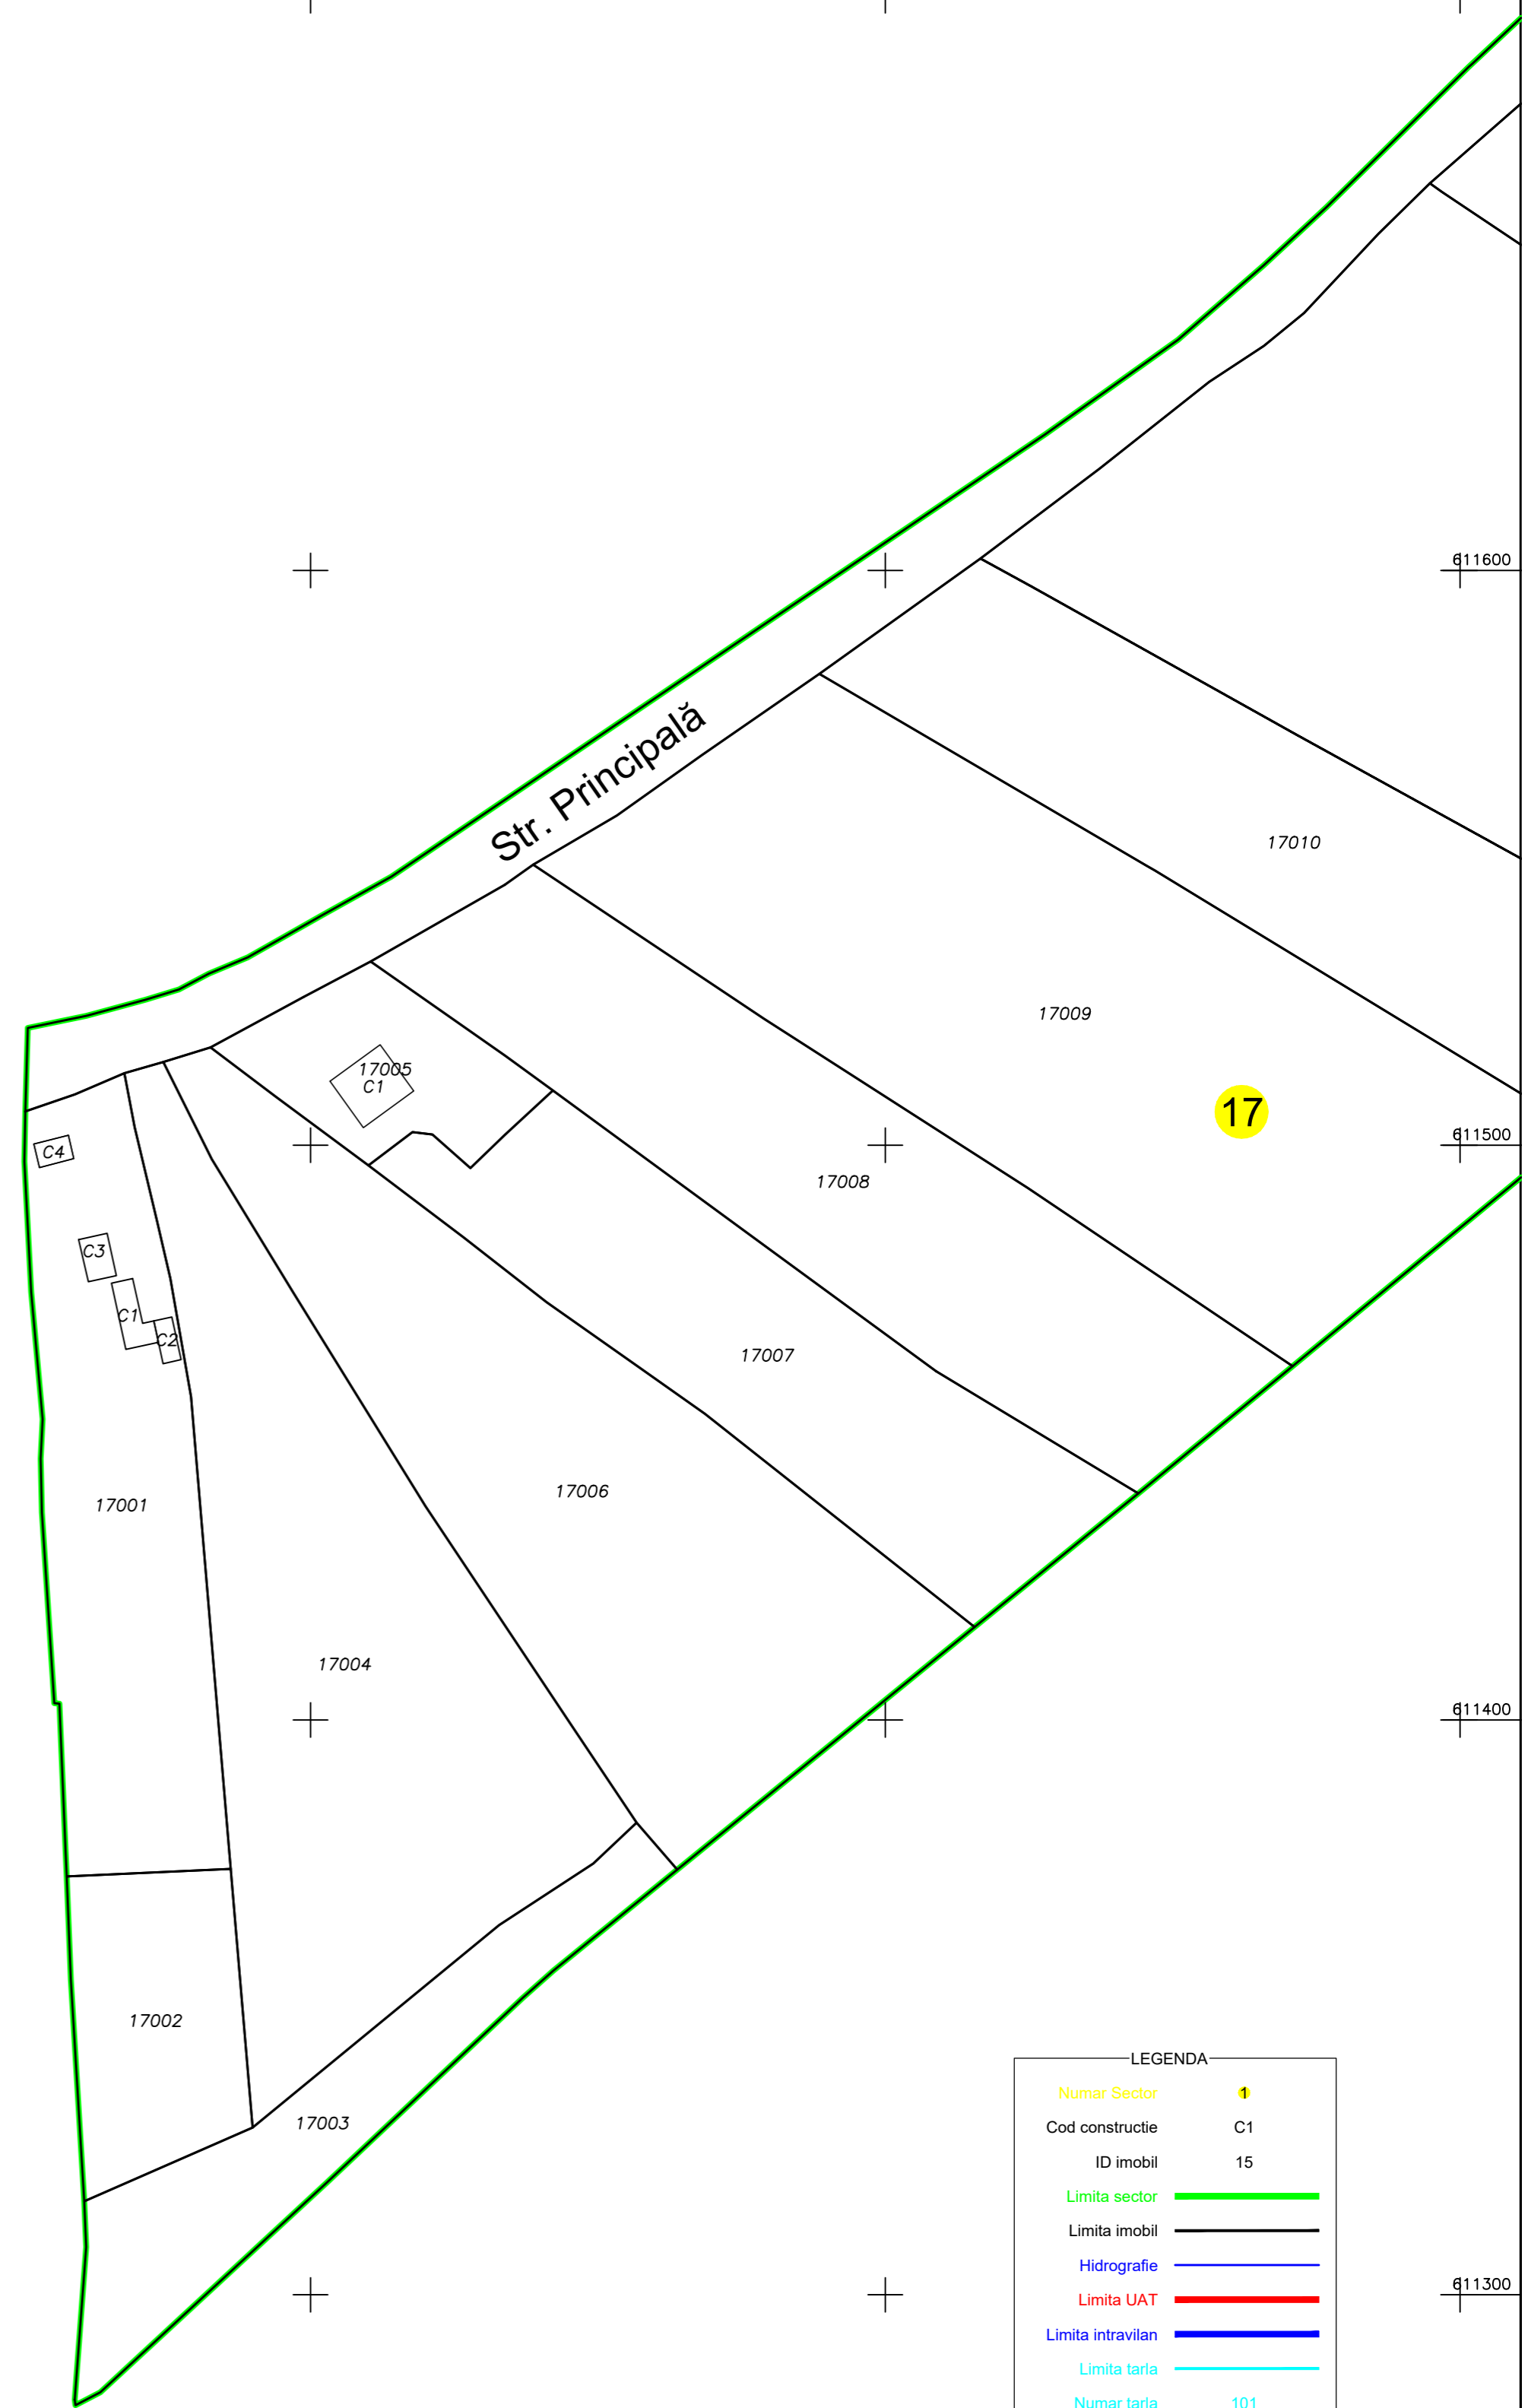 611600
Str. Principală
17010
17009
17005
C1
17
611500
C4
17008
C3
C1
C2
17007
17006
17001
17004
611400
17002
LEGENDA
Numar Sector 1
17003
Cod constructie C1
ID imobil 15
Limita sector
Limita imobil
Hidrografie
611300
Limita UAT
Limita intravilan
Limita tarla
Numar tarla 101